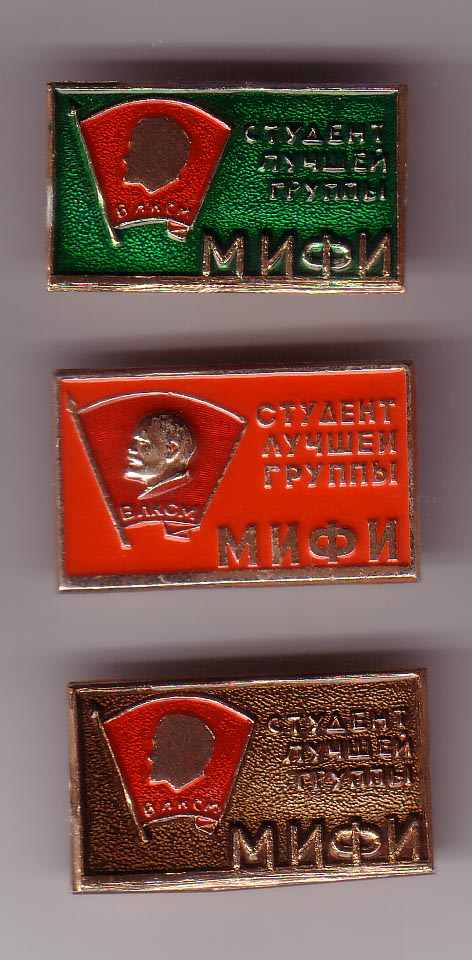 СТУДЕНТ
ЛУЧШЕЙ
ГРУППЫ
ВЛКСМ
МИФИ
СТУДЕНТ
ЛУЧШЕЙ
ГРУППЫ
ВЛКСМ
МИФИ
СТУДЕНТ
ЛУЧШЕЙ
ГРУППЫ
ВЛКСМ
МИФИ